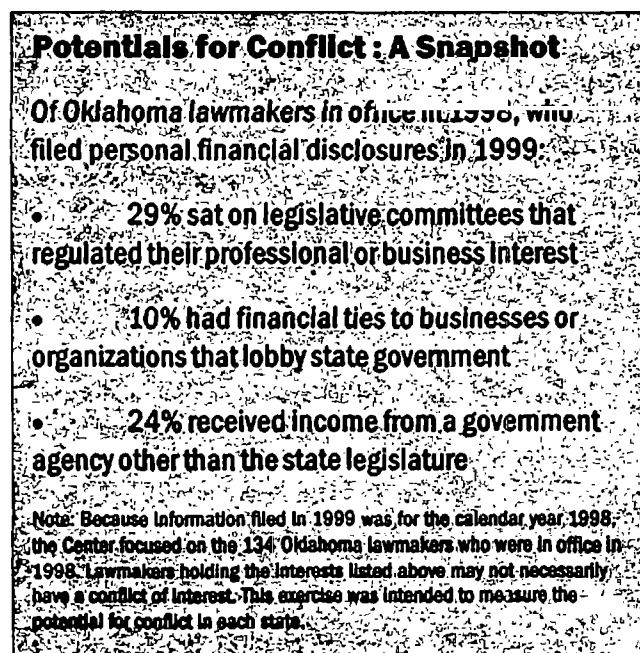 Potentials for Conflict : A Snapshot
Of Oklahoma lawmakers in office in 1998, who
filed personal financial disclosures in 1999:
• 29% sat on legislative committees that
regulated their professional or business interest
• 10% had financial ties to businesses or
organizations that lobby state government
• 24% received income from a government
agency other than the state legislature
Note: Because information filed in 1999 was for the calendar year 1998,
the Center focused on the 134 Oklahoma lawmakers who were in office in
1998. Lawmakers holding the interests listed above may not necessarily
have a conflict of interest. This exercise was intended to measure the
potential for conflict in each state.